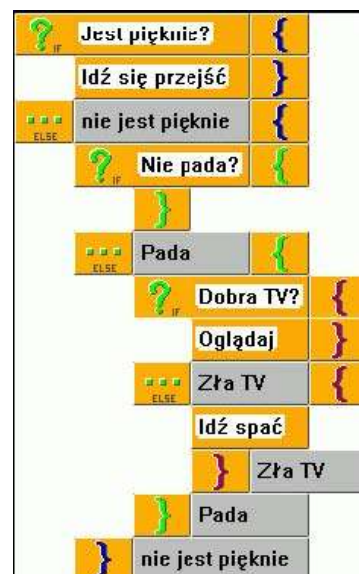 ? IF Jest pięknie? {
Idź się przejść }
... ELSE nie jest pięknie {
? IF Nie pada? {
}
... ELSE Pada {
? IF Dobra TV? {
Oglądaj }
... ELSE Zła TV {
Idź spać
} Zła TV
} Pada
} nie jest pięknie